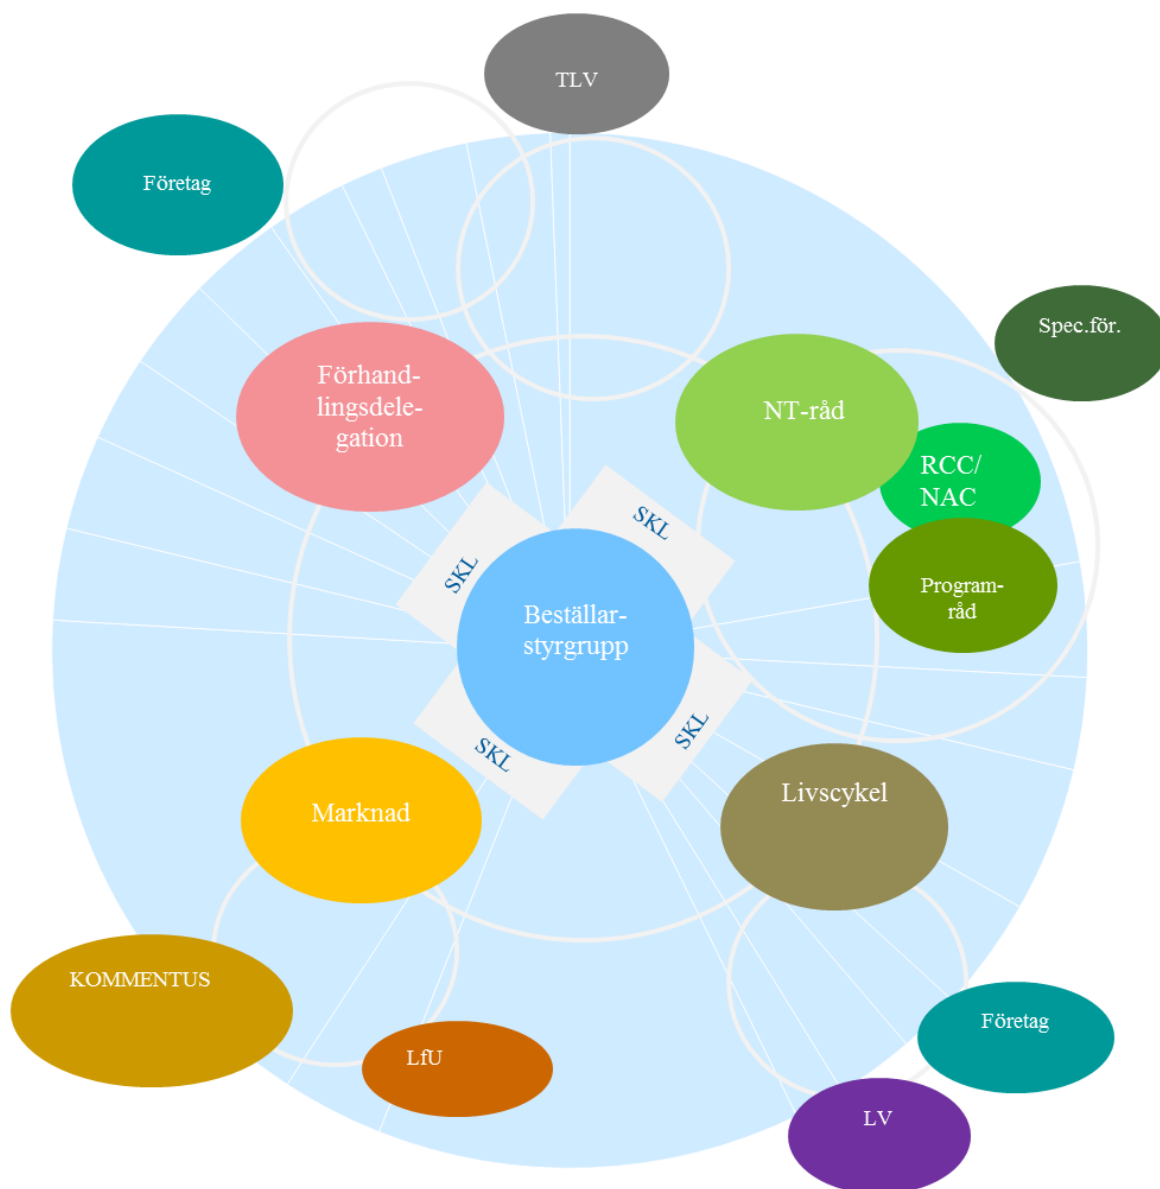 TLV
Företag
Spec.för.
Förhand-
lingsdele-
gation
NT-råd
RCC/
NAC
SKL
SKL
Program-
råd
Beställar-
styrgrupp
SKL
SKL
Marknad
Livscykel
KOMMENTUS
Företag
LfU
LV